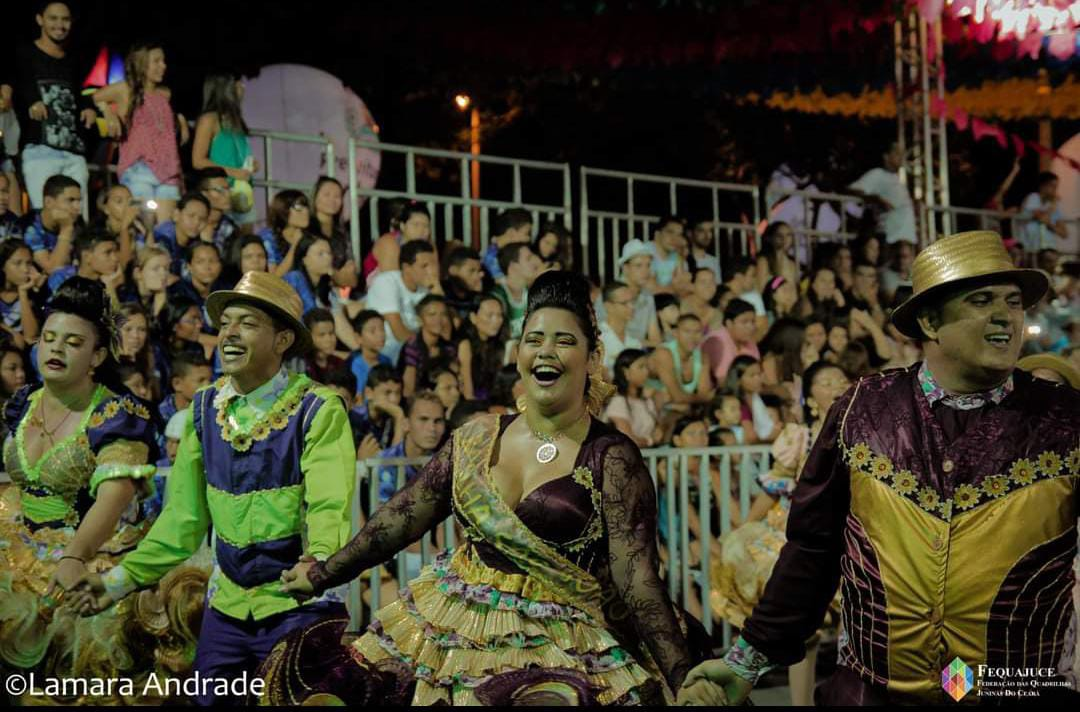 ©Lamara Andrade
FEQUAJUCE
FEDERAÇÃO DAS QUADRILHAS
JUNINAS DO CEARÁ